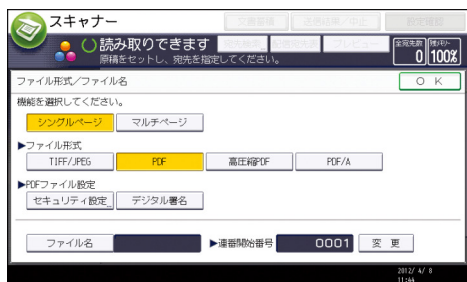 スキャナー
文書蓄積 送信結果／中止 設定確認
読み取りできます 宛先検索 配信宛先表 プレビュー 全宛先数 残メモリー
原稿をセットし、宛先を指定してください。 0 100%
ファイル形式／ファイル名 ＯＫ
機能を選択してください。
シングルページ マルチページ
▶ファイル形式
TIFF/JPEG PDF 高圧縮PDF PDF/A
▶PDFファイル設定
セキュリティ設定 デジタル署名
ファイル名 ▶連番開始番号 0001 変 更
2012/ 4/ 8
11:44